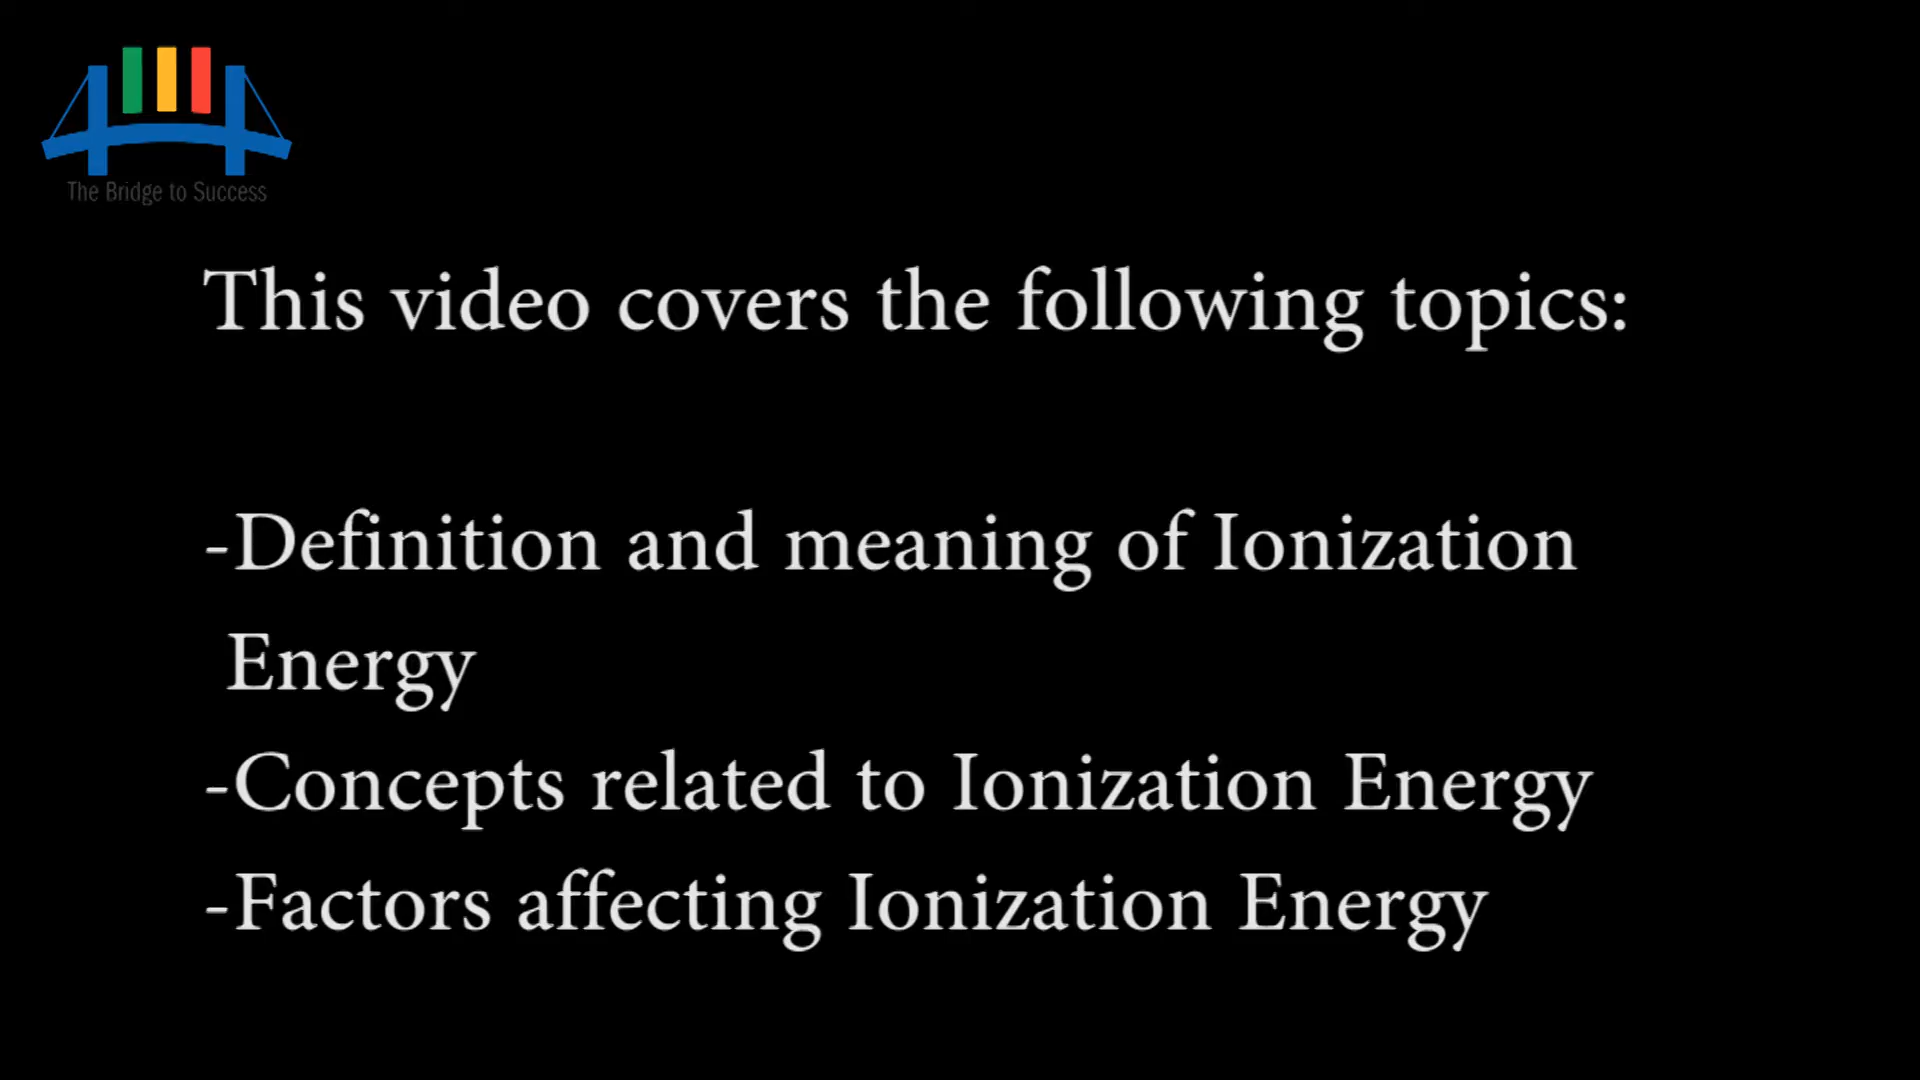 The Bridge to Success
This video covers the following topics:
-Definition and meaning of Ionization
Energy
-Concepts related to Ionization Energy
-Factors affecting Ionization Energy